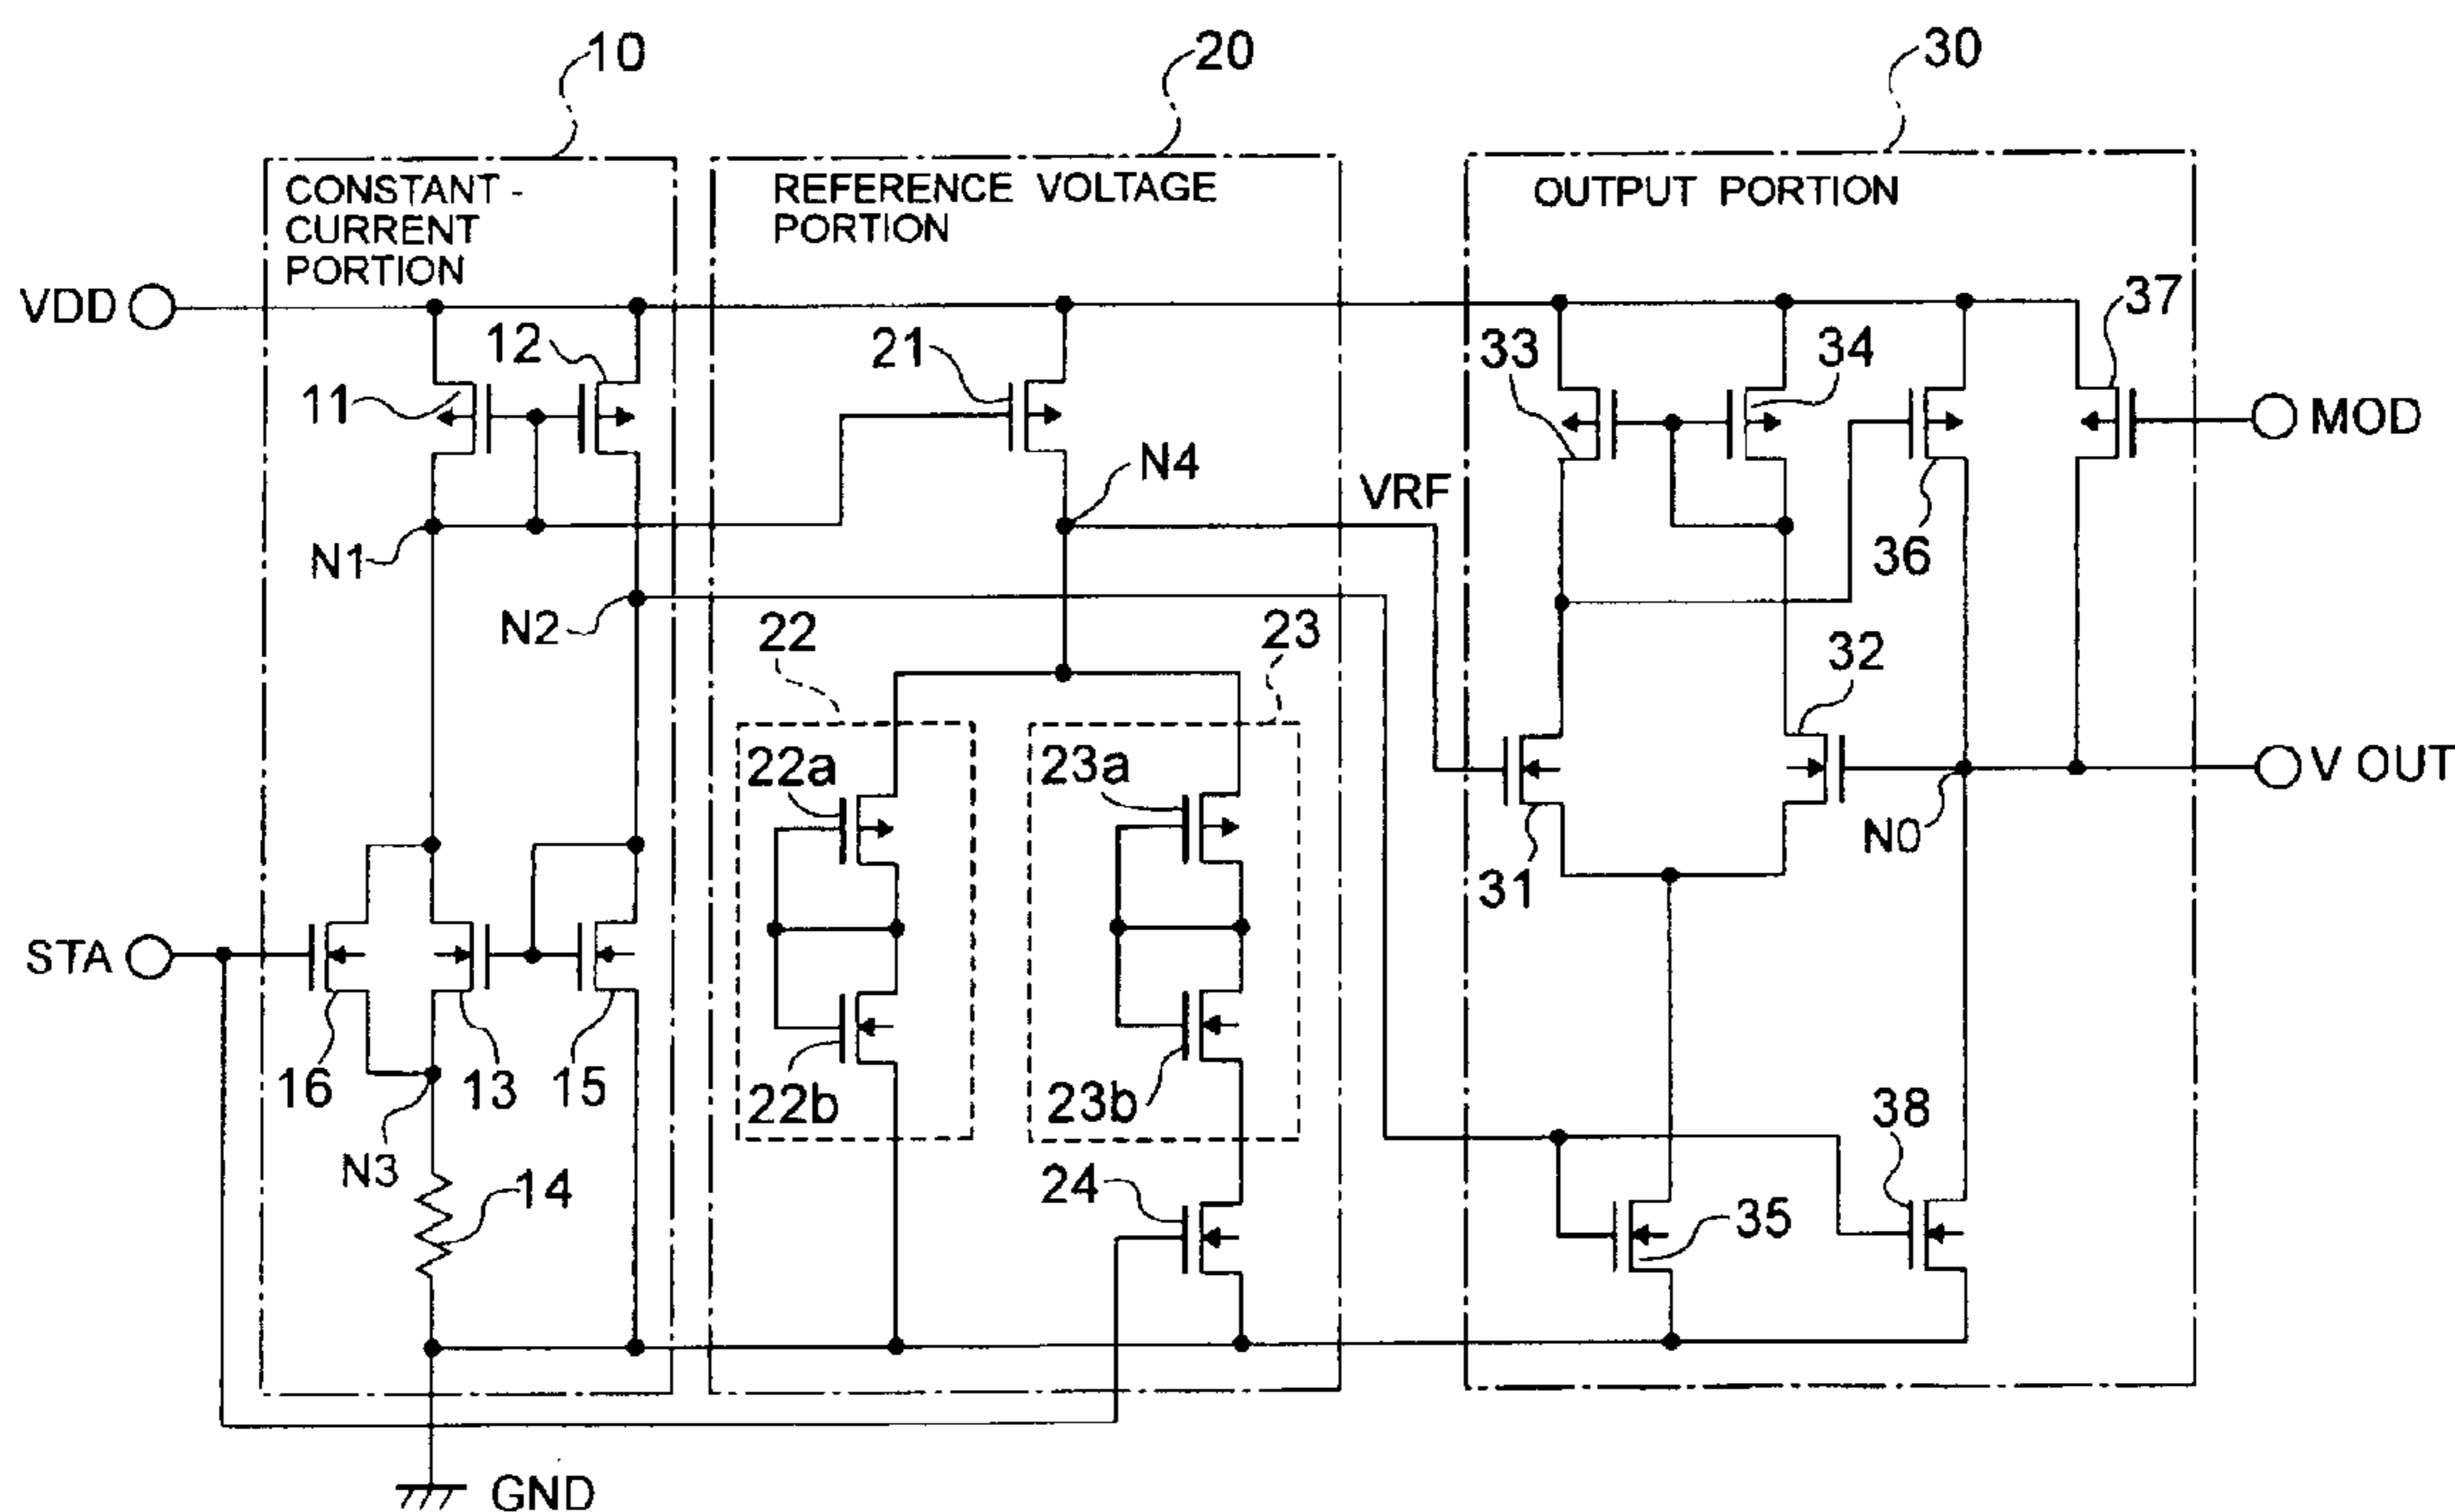 10
20
30
CONSTANT-
CURRENT
PORTION
REFERENCE VOLTAGE
PORTION
OUTPUT PORTION
VDD
11
12
21
33
34
37
MOD
N4
VRF
36
N1
N2
22
23
32
22a
23a
V OUT
N0
31
STA
16
13
15
22b
23b
38
N3
14
24
35
GND